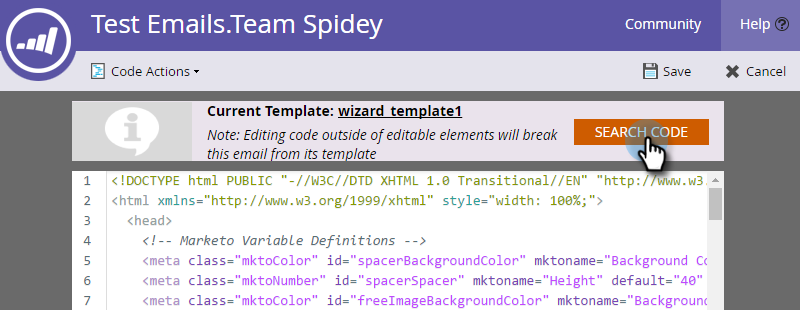 Test Emails.Team Spidey
Community
Help
Code Actions
Save
Cancel
Current Template: wizard_template1
Note: Editing code outside of editable elements will break
this email from its template
SEARCH CODE
1 <!DOCTYPE html PUBLIC "-//W3C//DTD XHTML 1.0 Transitional//EN" "http://www.w3.
2 <html xmlns="http://www.w3.org/1999/xhtml" style="width: 100%;">
3 <head>
4 <!-- Marketo Variable Definitions -->
5 <meta class="mktoColor" id="spacerBackgroundColor" mktoname="Background Co
6 <meta class="mktoNumber" id="spacerSpacer" mktoname="Height" default="40"
7 <meta class="mktoColor" id="freeImageBackgroundColor" mktoname="Background